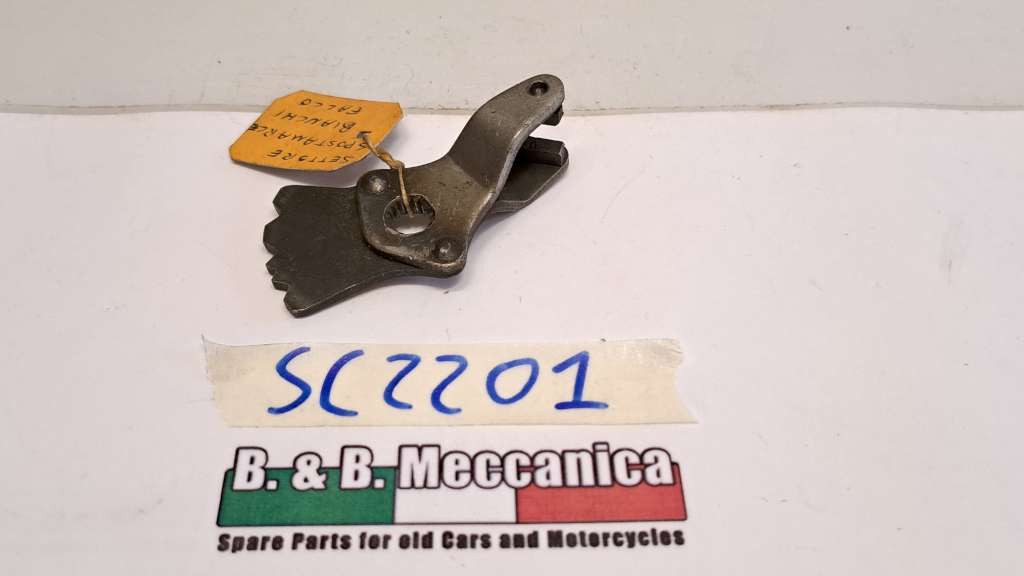 SETTORE
SPOSTAMARCE
BIANCHI
FALCO
SC2201
B. & B. Meccanica
Spare Parts for old Cars and Motorcycles